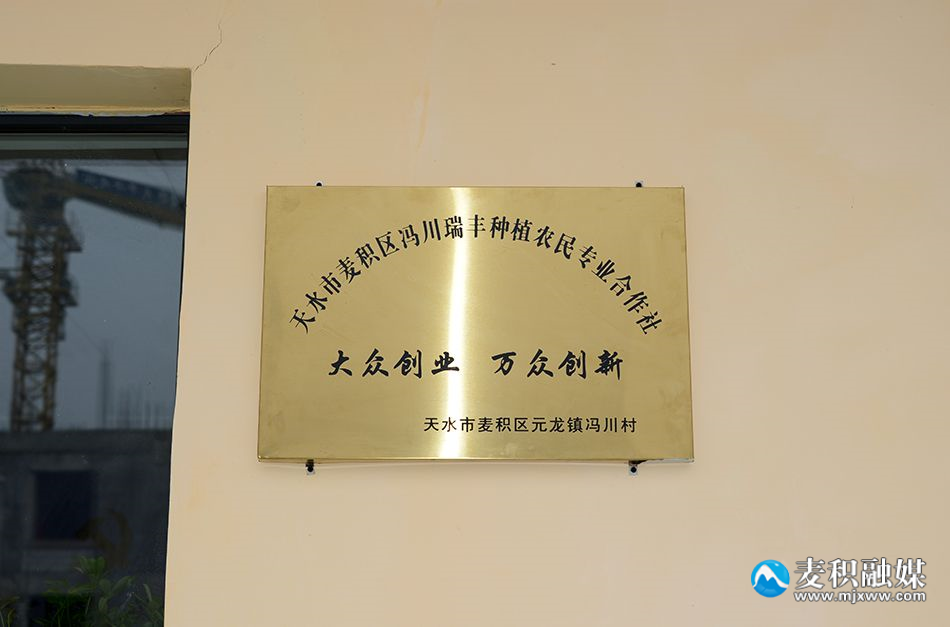 天水市麦积区冯川瑞丰种植农民专业合作社
大众创业 万众创新
天水市麦积区元龙镇冯川村
麦积融媒
www.mjxww.com